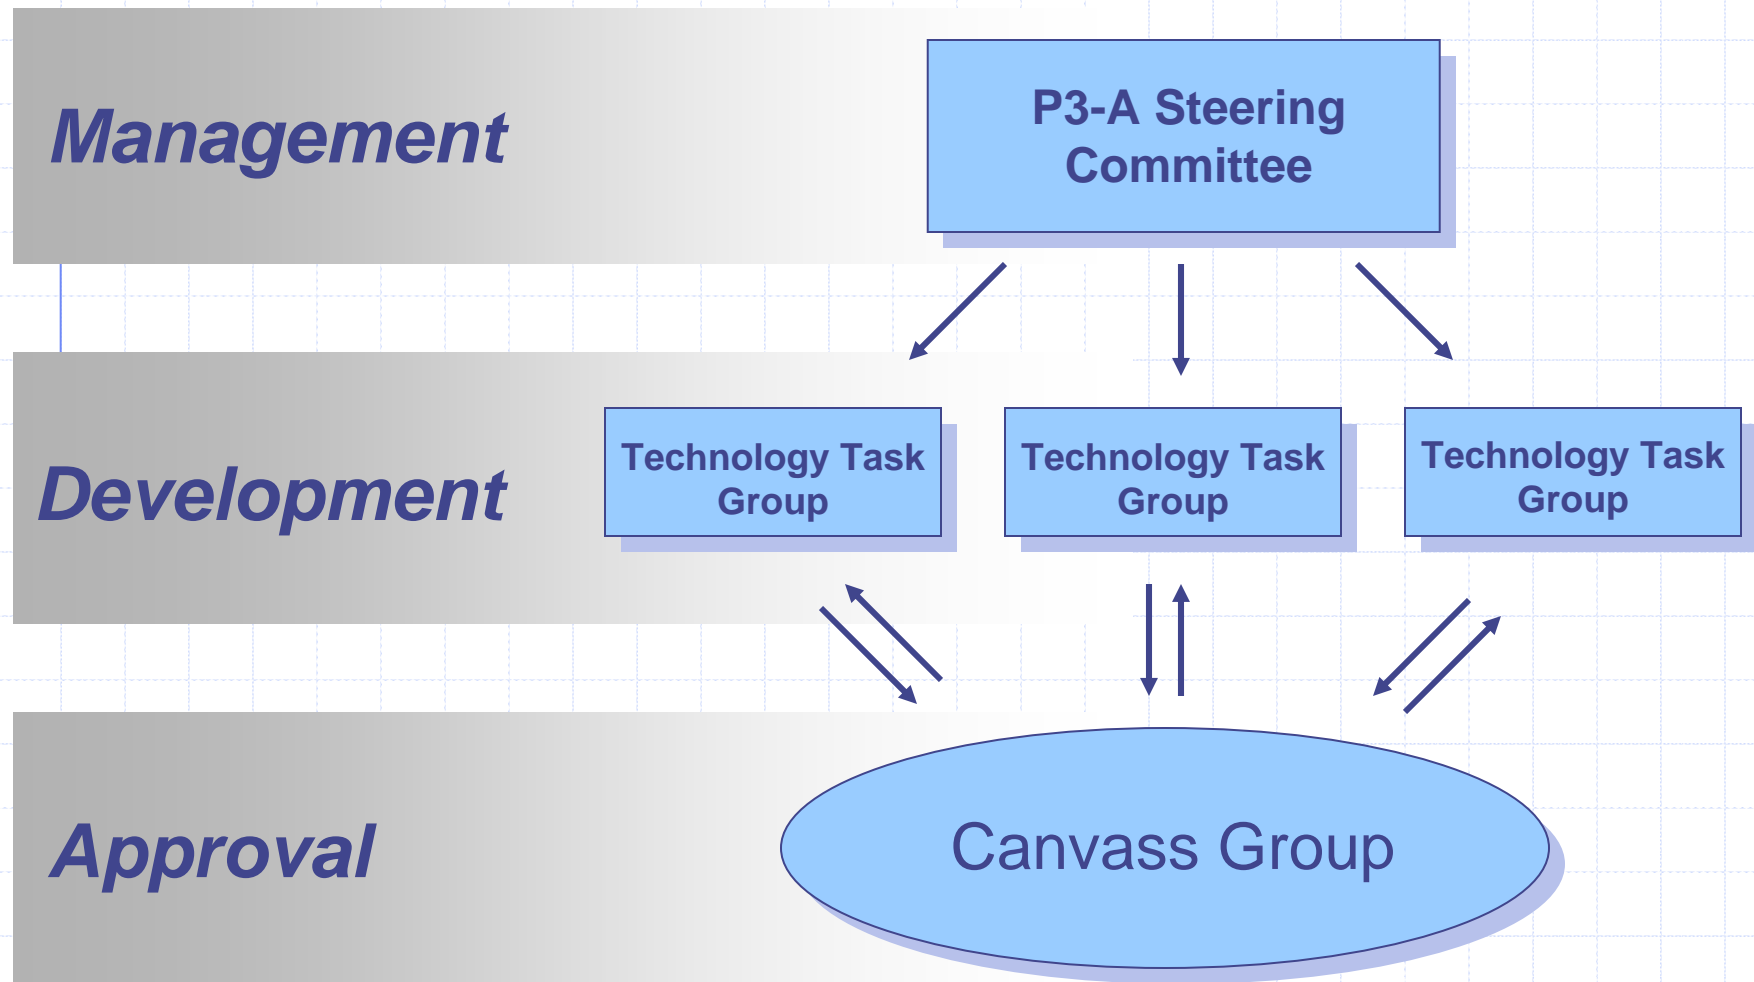 Management
P3-A Steering
Committee
Development
Technology Task
Group
Technology Task
Group
Technology Task
Group
Approval
Canvass Group